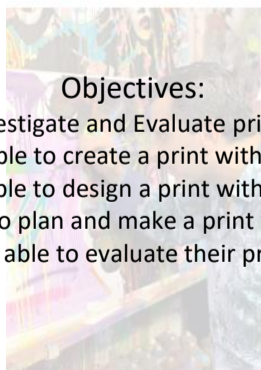 Objectives:
estigate and Evaluate pri
ble to create a print with
ble to design a print with
o plan and make a print
able to evaluate their pr